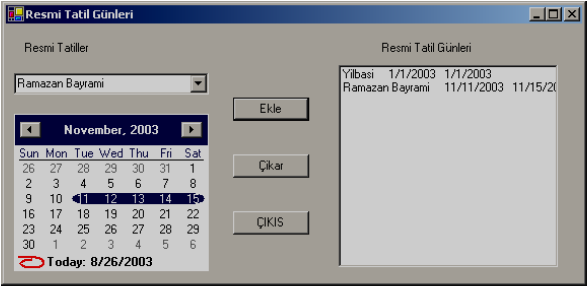 Resmi Tatil Günleri
Resmi Tatiller
Ramazan Bayrami
November, 2003
Sun Mon Tue Wed Thu Fri Sat
26 27 28 29 30 31 1
2 3 4 5 6 7 8
9 10 11 12 13 14 15
16 17 18 19 20 21 22
23 24 25 26 27 28 29
30 1 2 3 4 5 6
Today: 8/26/2003
Ekle
Çikar
ÇIKIS
Resmi Tatil Günleri
Yilbasi 1/1/2003 1/1/2003
Ramazan Bayrami 11/11/2003 11/15/20